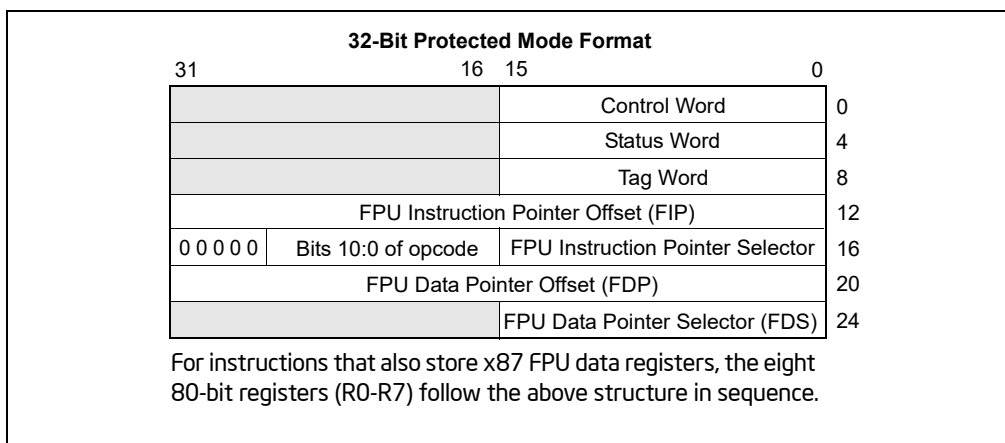 32-Bit Protected Mode Format
31 16 15 0
Control Word 0
Status Word 4
Tag Word 8
FPU Instruction Pointer Offset (FIP) 12
0 0 0 0 0 Bits 10:0 of opcode FPU Instruction Pointer Selector 16
FPU Data Pointer Offset (FDP) 20
FPU Data Pointer Selector (FDS) 24
For instructions that also store x87 FPU data registers, the eight
80-bit registers (R0-R7) follow the above structure in sequence.